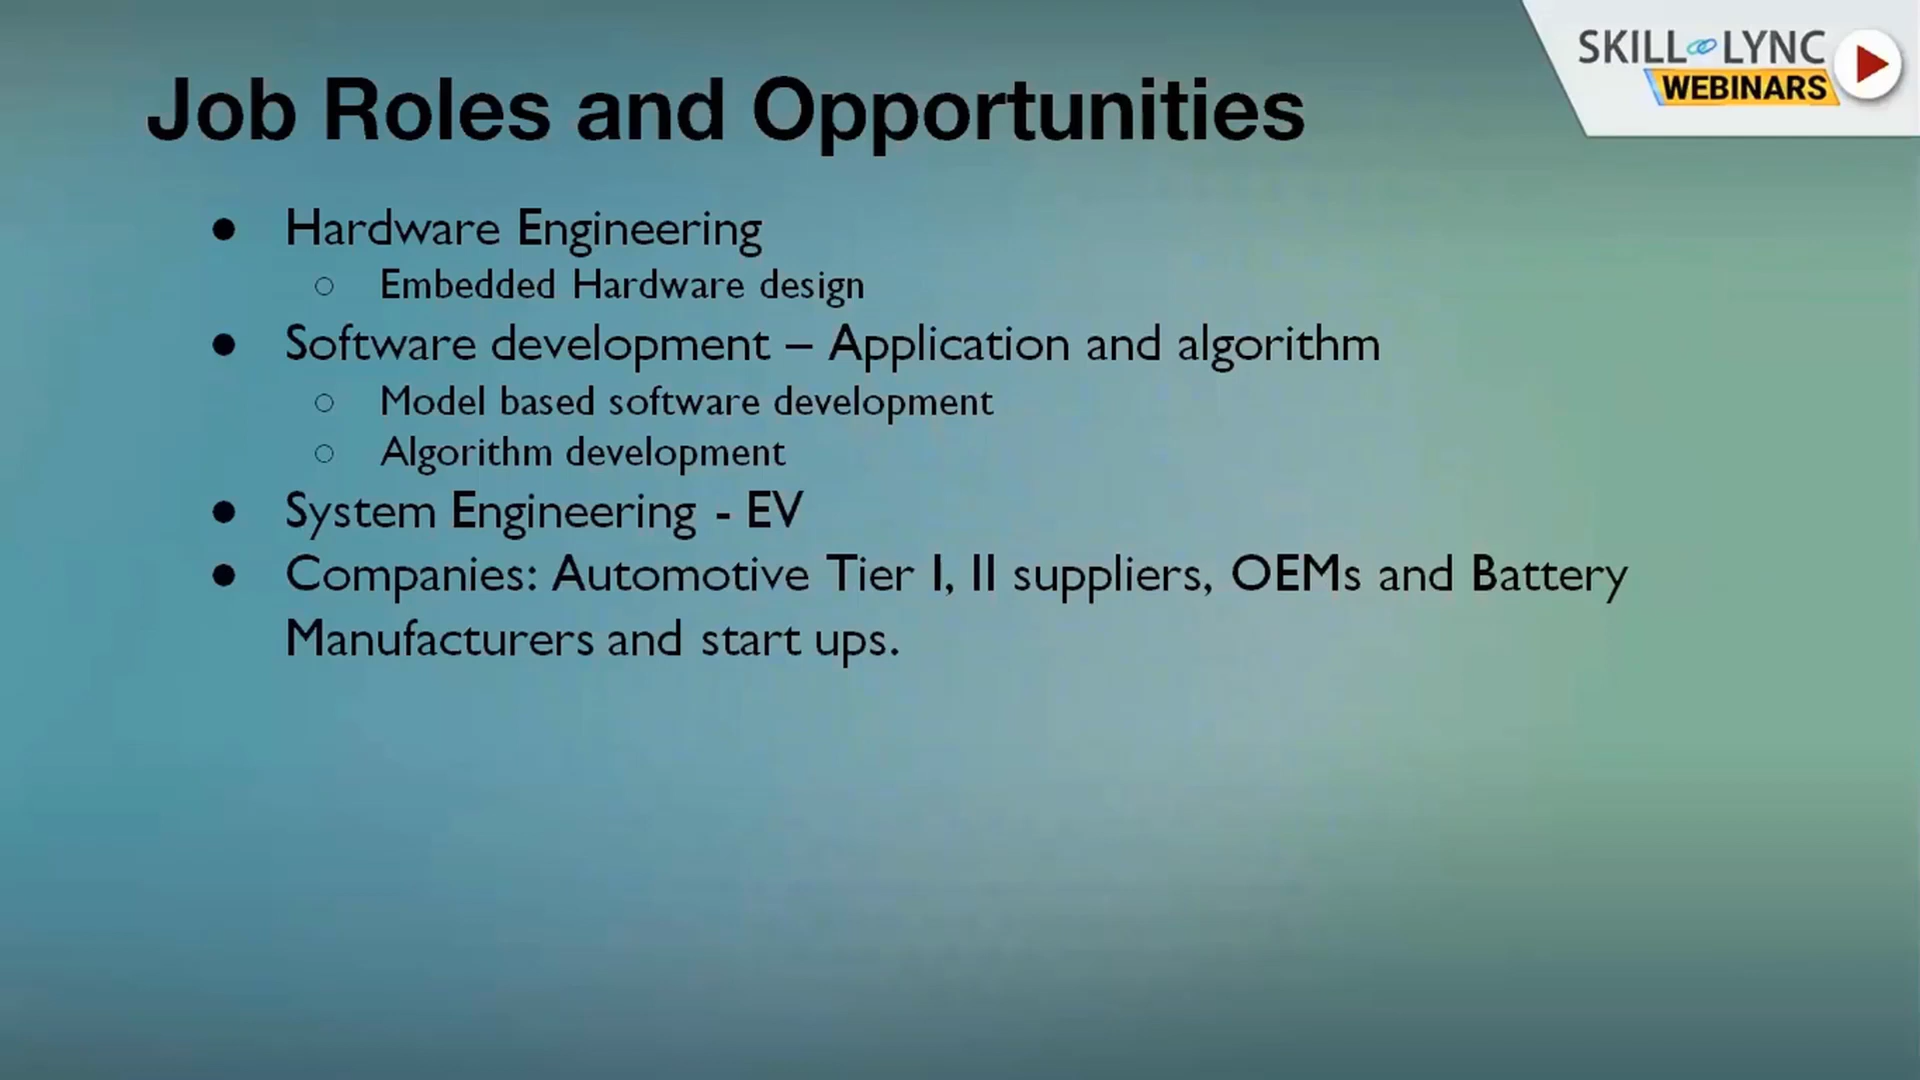 SKILL LYNC
WEBINARS
Job Roles and Opportunities
● Hardware Engineering
○ Embedded Hardware design
● Software development – Application and algorithm
○ Model based software development
○ Algorithm development
● System Engineering - EV
● Companies: Automotive Tier I, II suppliers, OEMs and Battery
Manufacturers and start ups.